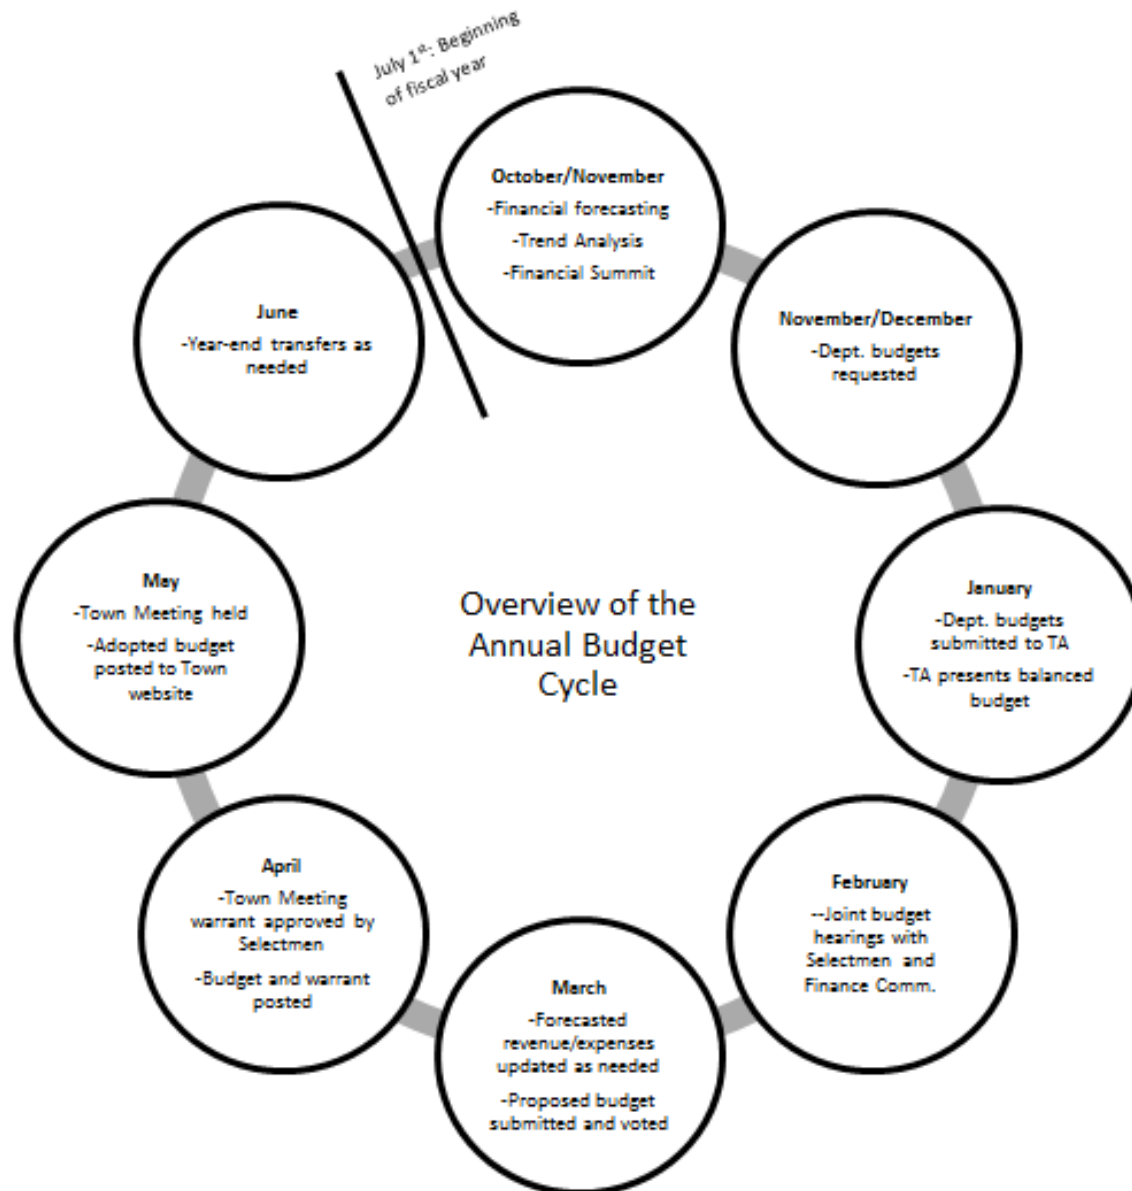 July 1st: Beginning
of fiscal year
October/November
-Financial forecasting
-Trend Analysis
-Financial Summit
November/December
-Dept. budgets
requested
January
-Dept. budgets
submitted to TA
-TA presents balanced
budget
February
--Joint budget
hearings with
Selectmen and
Finance Comm.
March
-Forecasted
revenue/expenses
updated as needed
-Proposed budget
submitted and voted
April
-Town Meeting
warrant approved by
Selectmen
-Budget and warrant
posted
May
-Town Meeting held
-Adopted budget
posted to Town
website
June
-Year-end transfers as
needed
Overview of the
Annual Budget
Cycle